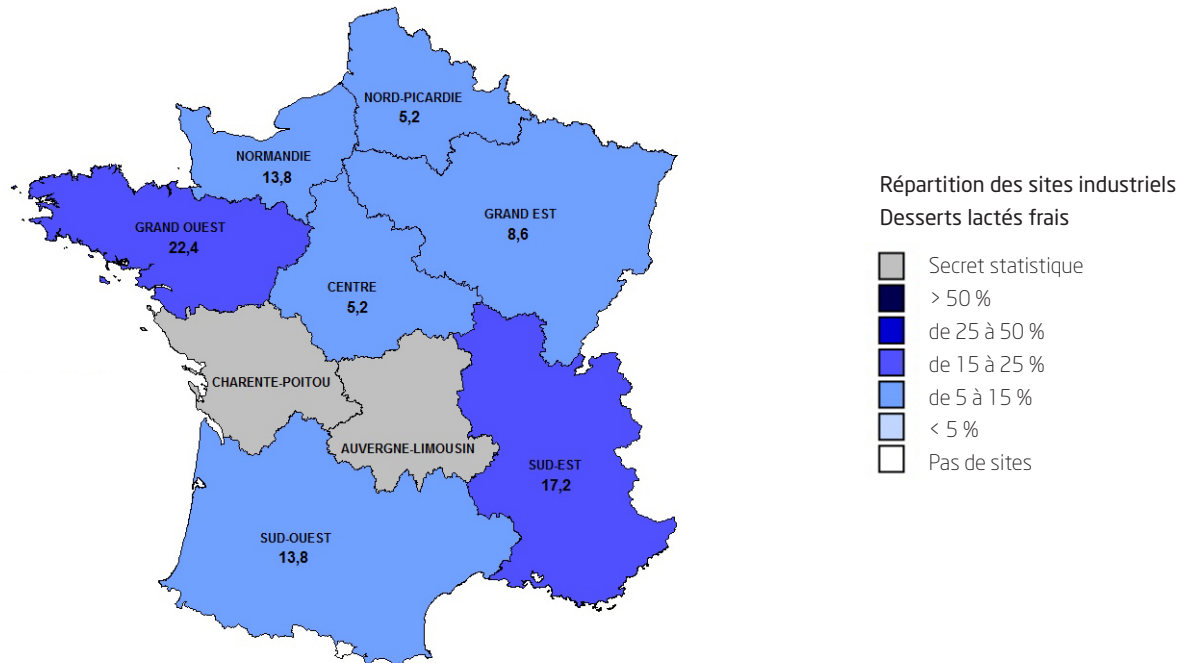 NORD-PICARDIE
5,2
NORMANDIE
13,8
GRAND EST
8,6
GRAND OUEST
22,4
CENTRE
5,2
CHARENTE-POITOU
AUVERGNE-LIMOUSIN
SUD-EST
17,2
SUD-OUEST
13,8
Répartition des sites industriels
Desserts lactés frais
Secret statistique
> 50 %
de 25 à 50 %
de 15 à 25 %
de 5 à 15 %
< 5 %
Pas de sites